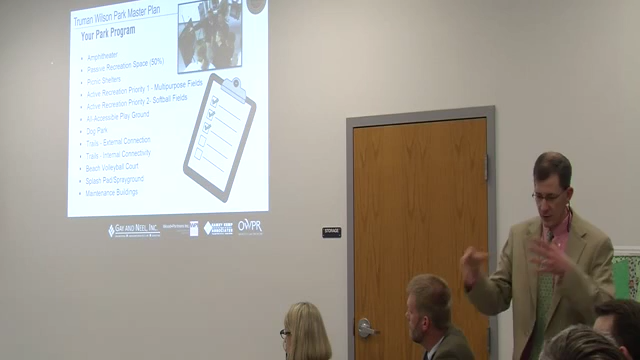 Truman Wilson Park Master Plan
Your Park Program
Amphitheater
Passive Recreation Space (50%)
Picnic Shelters
Active Recreation Priority 1 - Multipurpose Fields
Active Recreation Priority 2- Softball Fields
All-Accessible Play Ground
Dog Park
Trails - External Connection
Trails - Internal Connectivity
Beach Volleyball Court
Splash Pad/Sprayground
Maintenance Buildings
GAY AND NEEL, INC.
OWPR
STORAGE